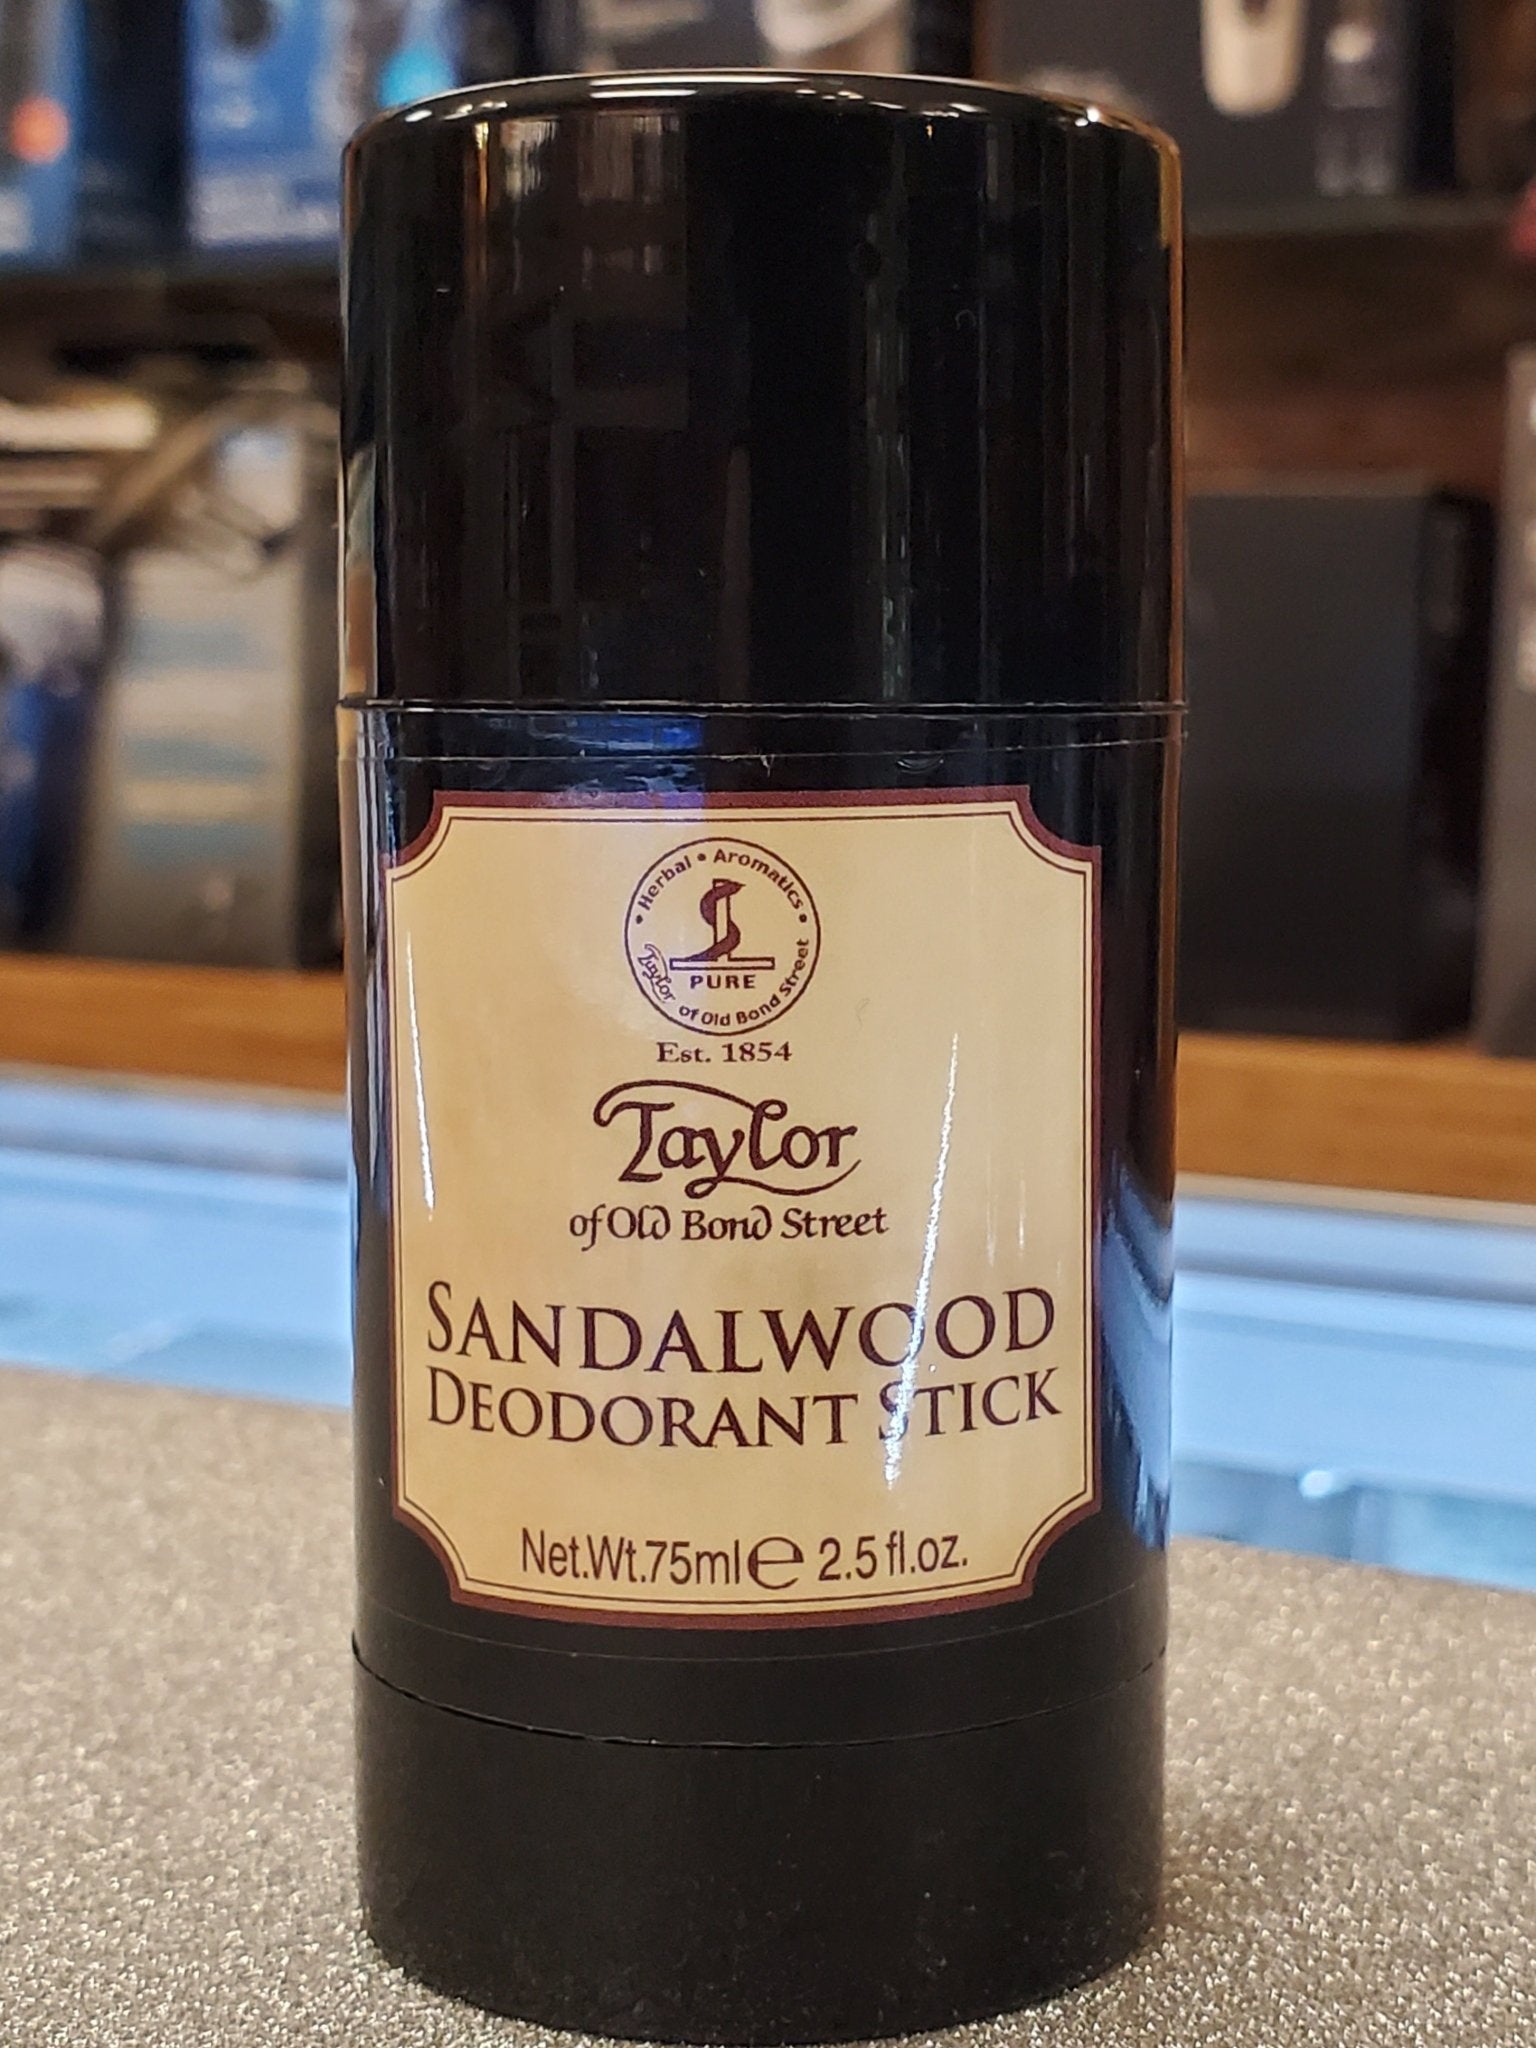 Herbal • Aromatics
PURE
Taylor of Old Bond Street
Est. 1854
Taylor
of Old Bond Street
SANDALWOOD
DEODORANT STICK
Net.Wt.75ml e 2.5 fl.oz.